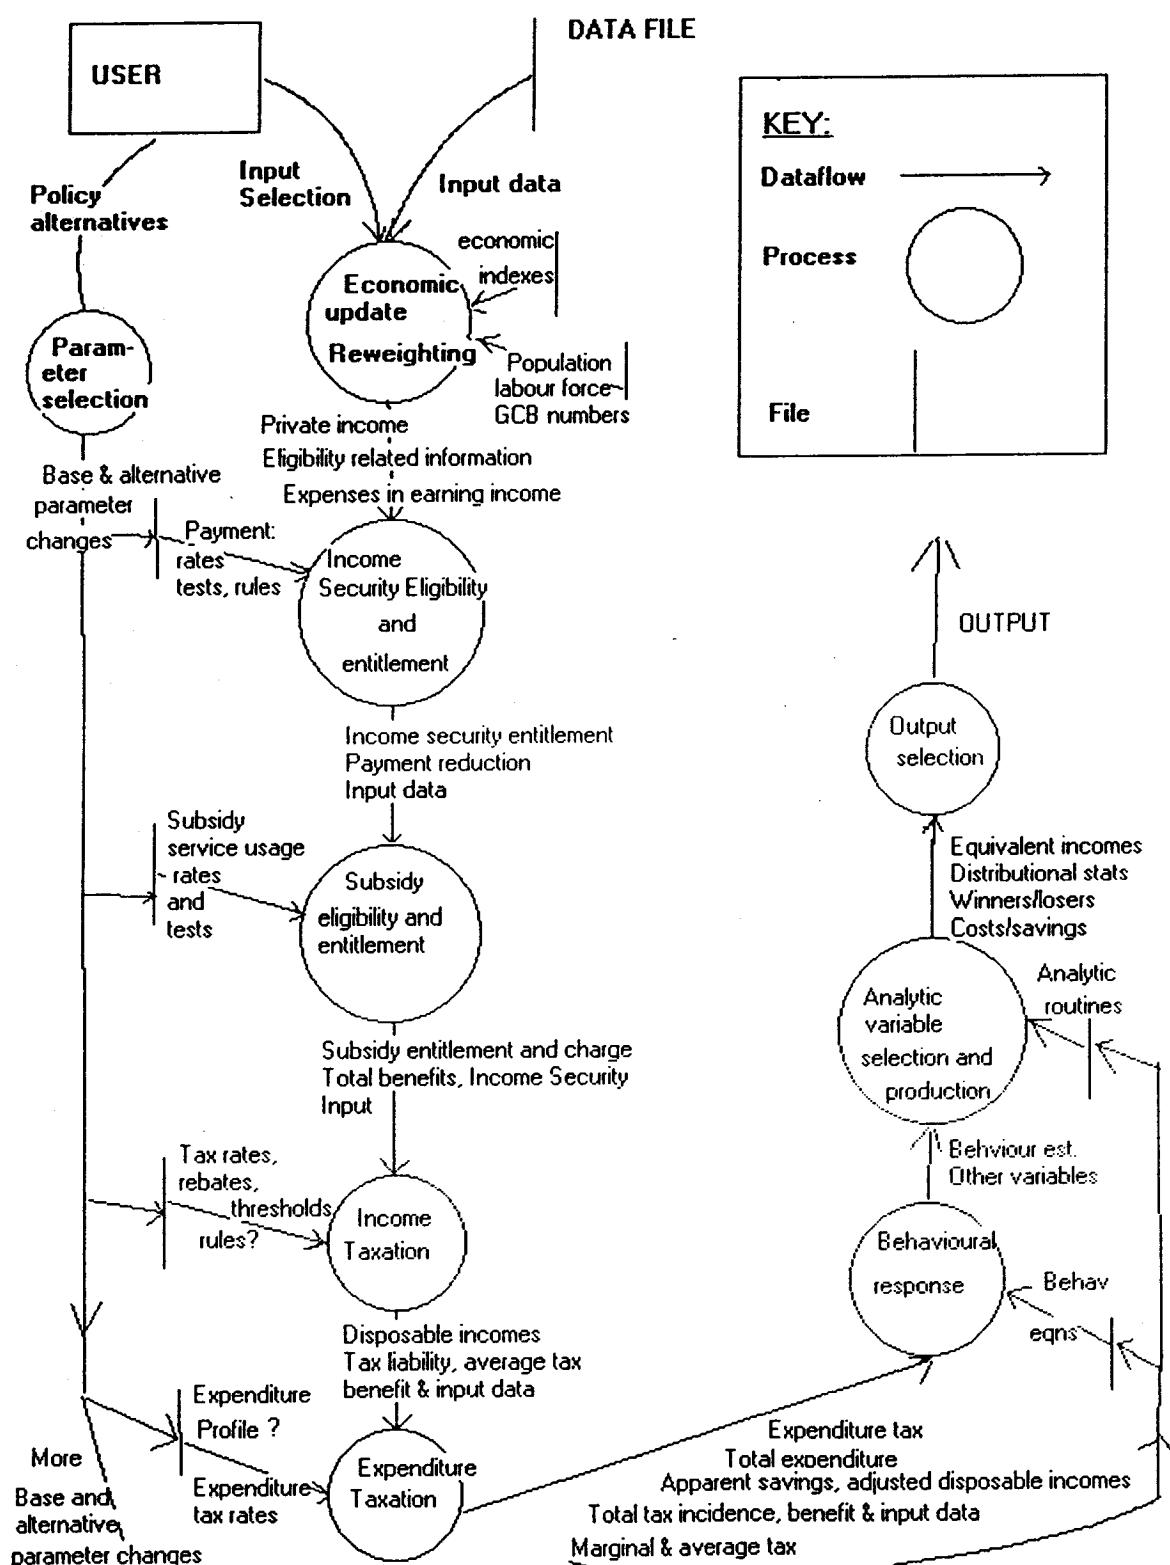 DATA FILE
USER
KEY:
Dataflow
Process
File
Input
Selection
Input data
Policy
alternatives
economic
indexes
Economic
update
Reweighting
Population
labour force
GCB numbers
Param-
eter
selection
Private income
Eligibility related information
Expenses in earning income
Base & alternative
parameter
changes
Payment:
rates
tests, rules
Income
Security Eligibility
and
entitlement
Income security entitlement
Payment reduction
Input data
Subsidy
service usage
rates
and
tests
Subsidy
eligibility and
entitlement
Subsidy entitlement and charge
Total benefits, Income Security
Input
Tax rates,
rebates,
thresholds
rules?
Income
Taxation
Disposable incomes
Tax liability, average tax
benefit & input data
Expenditure
Profile ?
Expenditure
tax rates
Expenditure
Taxation
More
Base and
alternative
parameter changes
OUTPUT
Output
selection
Equivalent incomes
Distributional stats
Winners/losers
Costs/savings
Analytic
routines
Analytic
variable
selection and
production
Behviour est.
Other variables
Behavioural
response
Behav
eqns
Expenditure tax
Total expenditure
Apparent savings, adjusted disposable incomes
Total tax incidence, benefit & input data
Marginal & average tax